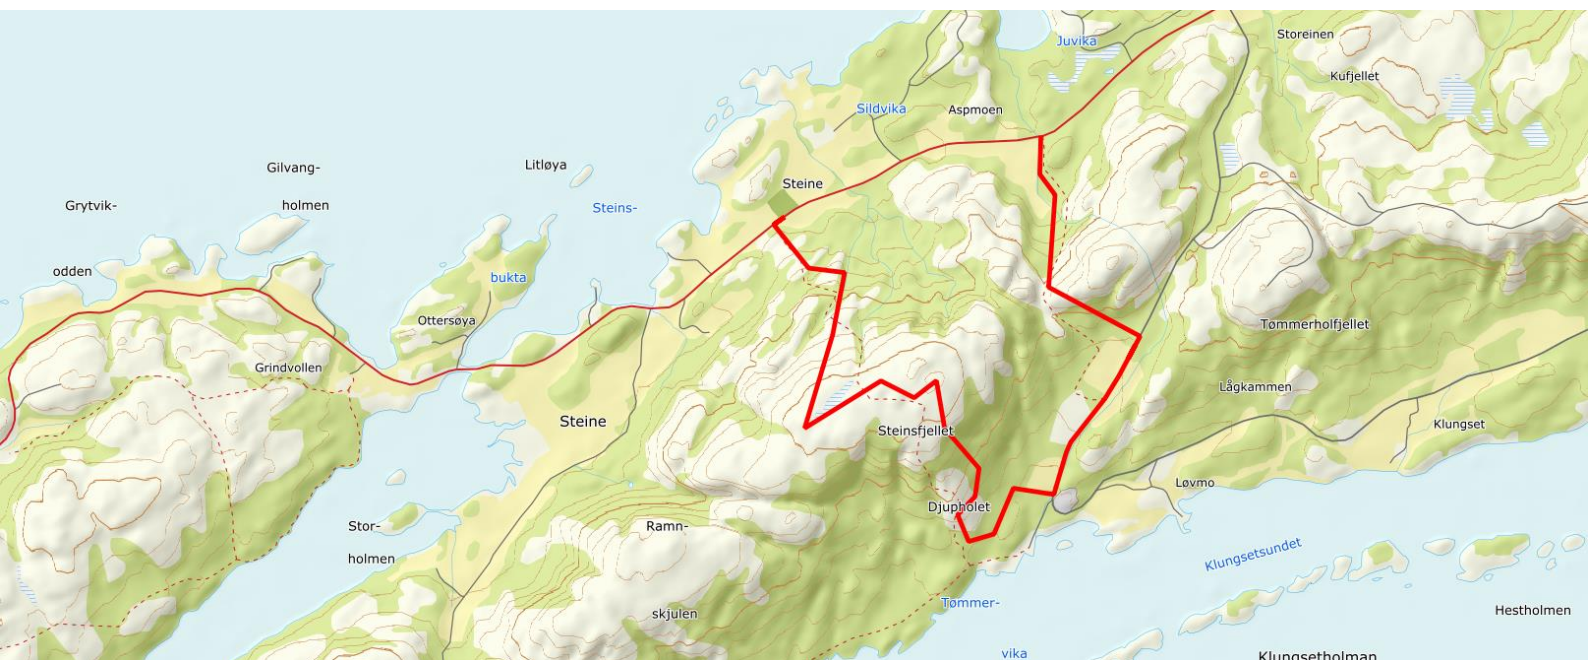 Storeinen
Juvika
Kufjellet
Sildvika
Aspmoen
Litløya
Gilvang-
holmen
Steine
Grytvik-
odden
Steins-
bukta
Ottersøya
Tømmerholfjellet
Grindvollen
Lågkammen
Steine
Steinsfjellet
Klungset
Løvmo
Djupholet
Stor-
holmen
Ramn-
skjulen
Klungsetsundet
Tømmer-
vika
Hestholmen
Klungsetholman